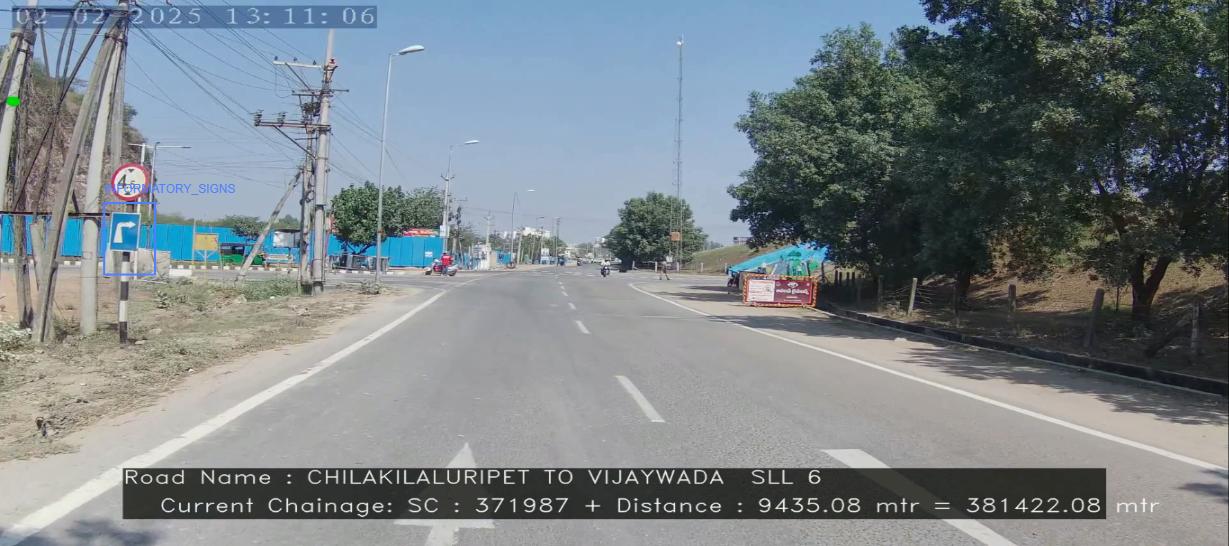 02-02-2025 13:11:06
INFORMATORY_SIGNS
Road Name : CHILAKILALURIPET TO VIJAYWADA SLL 6
Current Chainage: SC : 371987 + Distance : 9435.08 mtr = 381422.08 mtr